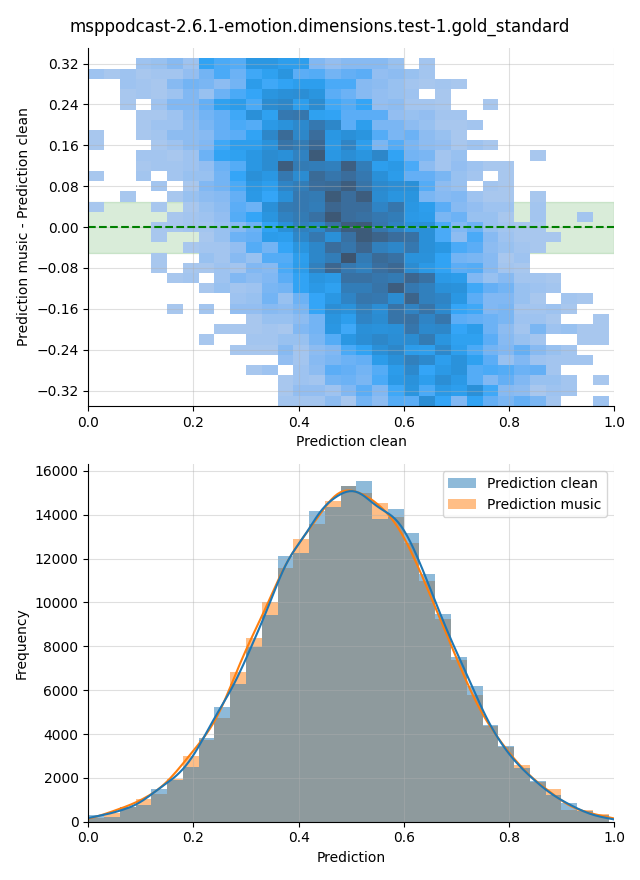 msppodcast-2.6.1-emotion.dimensions.test-1.gold_standard
Prediction music - Prediction clean
0.32
0.24
0.16
0.08
0.00
−0.08
−0.16
−0.24
−0.32
0.0 0.2 0.4 0.6 0.8 1.0
Prediction clean
Frequency
16000
14000
12000
10000
8000
6000
4000
2000
0
Prediction clean
Prediction music
0.0 0.2 0.4 0.6 0.8 1.0
Prediction